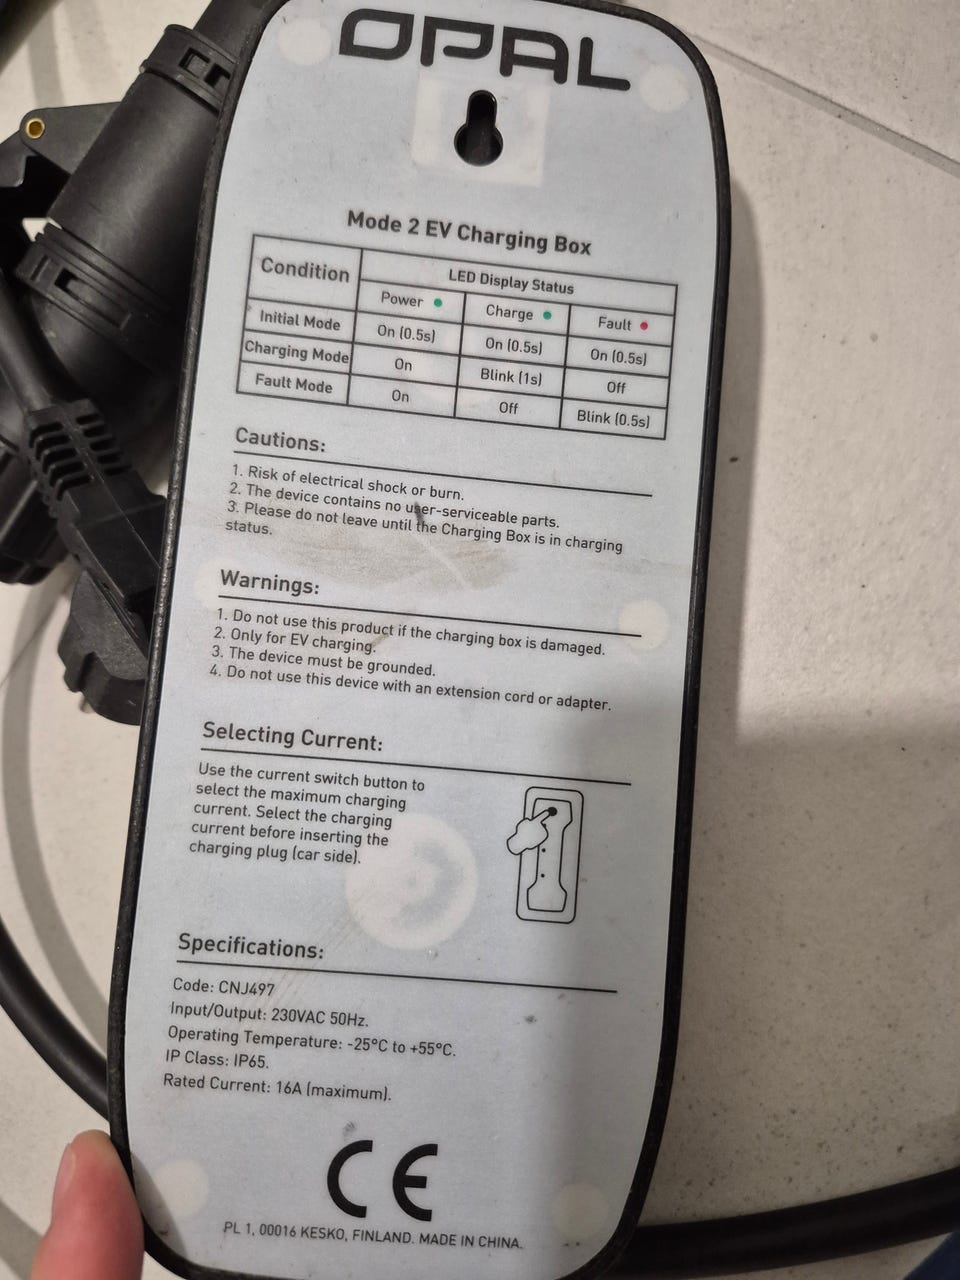 OPAL
Mode 2 EV Charging Box
Condition LED Display Status
Power Charge Fault
Initial Mode On (0.5s) On (0.5s) On (0.5s)
Charging Mode On Blink (1s) Off
Fault Mode On Off Blink (0.5s)
Cautions:
1. Risk of electrical shock or burn.
2. The device contains no user-serviceable parts.
3. Please do not leave until the Charging Box is in charging
status.
Warnings:
1. Do not use this product if the charging box is damaged.
2. Only for EV charging.
3. The device must be grounded.
4. Do not use this device with an extension cord or adapter.
Selecting Current:
Use the current switch button to
select the maximum charging
current. Select the charging
current before inserting the
charging plug (car side).
Specifications:
Code: CNJ497
Input/Output: 230VAC 50Hz.
Operating Temperature: -25°C to +55°C.
IP Class: IP65.
Rated Current: 16A (maximum).
CE
PL 1, 00016 KESKO, FINLAND. MADE IN CHINA.